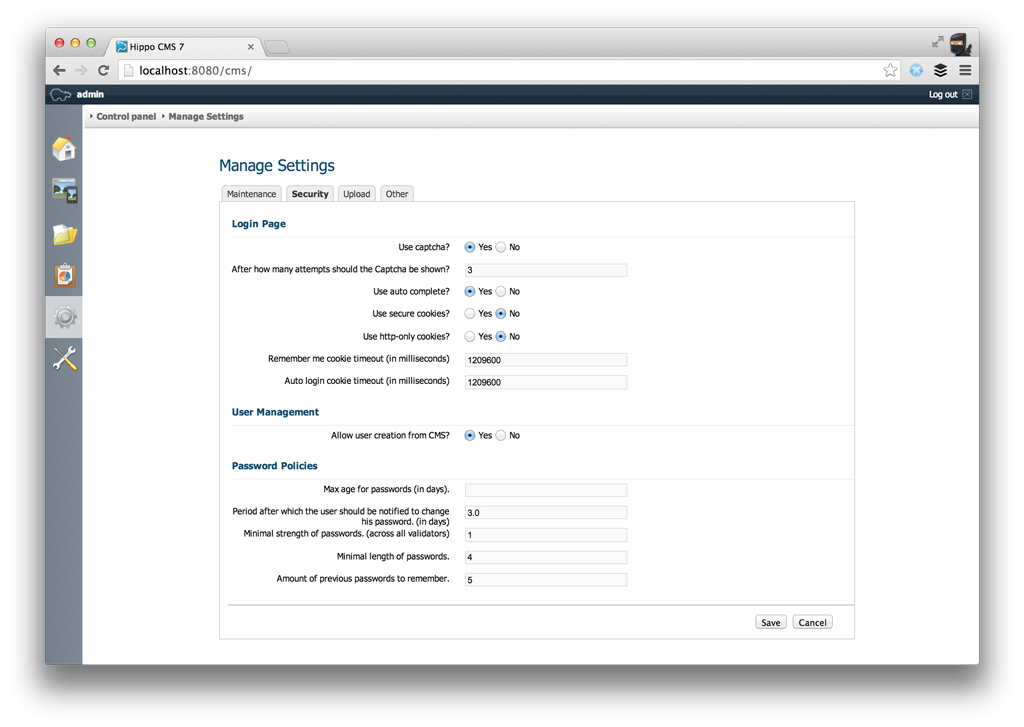 Hippo CMS 7
localhost:8080/cms/
admin
Log out
Control panel
Manage Settings
Manage Settings
Maintenance
Security
Upload
Other
Login Page
Use captcha? Yes No
After how many attempts should the Captcha be shown? 3
Use auto complete? Yes No
Use secure cookies? Yes No
Use http-only cookies? Yes No
Remember me cookie timeout (in milliseconds) 1209600
Auto login cookie timeout (in milliseconds) 1209600
User Management
Allow user creation from CMS? Yes No
Password Policies
Max age for passwords (in days).
Period after which the user should be notified to change 3.0
his password. (in days)
Minimal strength of passwords. (across all validators) 1
Minimal length of passwords. 4
Amount of previous passwords to remember. 5
Save Cancel